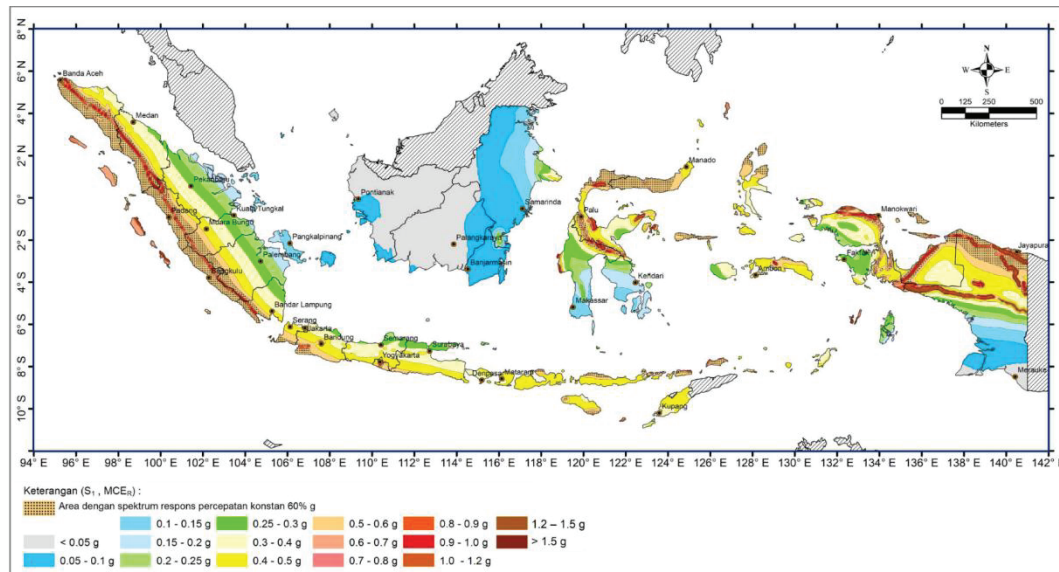 8° N
6° N
4° N
2° N
0°
2° S
4° S
6° S
8° S
10° S
N
W E
S
0 125 250 500
Kilometers
Banda Aceh
Medan
Pekanbaru
Kuala Tungkal
Padang
Muara Bungo
Pangkalpinang
Palembang
Bengkulu
Bandar Lampung
Serang
Jakarta
Bandung
Semarang
Surabaya
Yogyakarta
Denpasar
Mataram
Kupang
Pontianak
Samarinda
Palangkaraya
Banjarmasin
Manado
Palu
Kendari
Makassar
Ambon
Manokwari
Fakfak
Jayapura
Merauke
94° E 96° E 98° E 100° E 102° E 104° E 106° E 108° E 110° E 112° E 114° E 116° E 118° E 120° E 122° E 124° E 126° E 128° E 130° E 132° E 134° E 136° E 138° E 140° E 142° E
Keterangan (S₁ , MCE_R) :
Area dengan spektrum respons percepatan konstan 60% g
0.1 - 0.15 g 0.25 - 0.3 g 0.5 - 0.6 g 0.8 - 0.9 g 1.2 – 1.5 g
< 0.05 g 0.15 - 0.2 g 0.3 - 0.4 g 0.6 - 0.7 g 0.9 - 1.0 g > 1.5 g
0.05 - 0.1 g 0.2 - 0.25 g 0.4 - 0.5 g 0.7 - 0.8 g 1.0 - 1.2 g